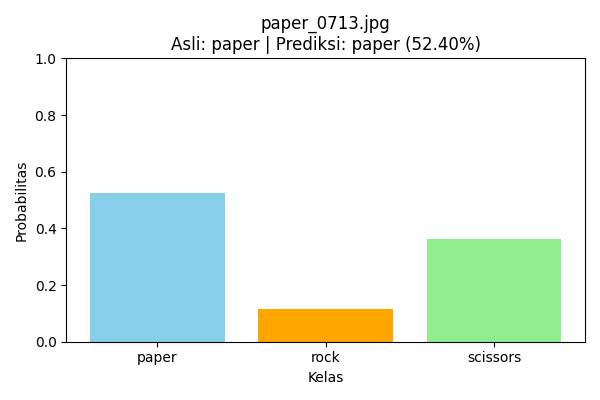 paper_0713.jpg
Asli: paper | Prediksi: paper (52.40%)
1.0
0.8
0.6
0.4
0.2
0.0
Probabilitas
paper
rock
scissors
Kelas